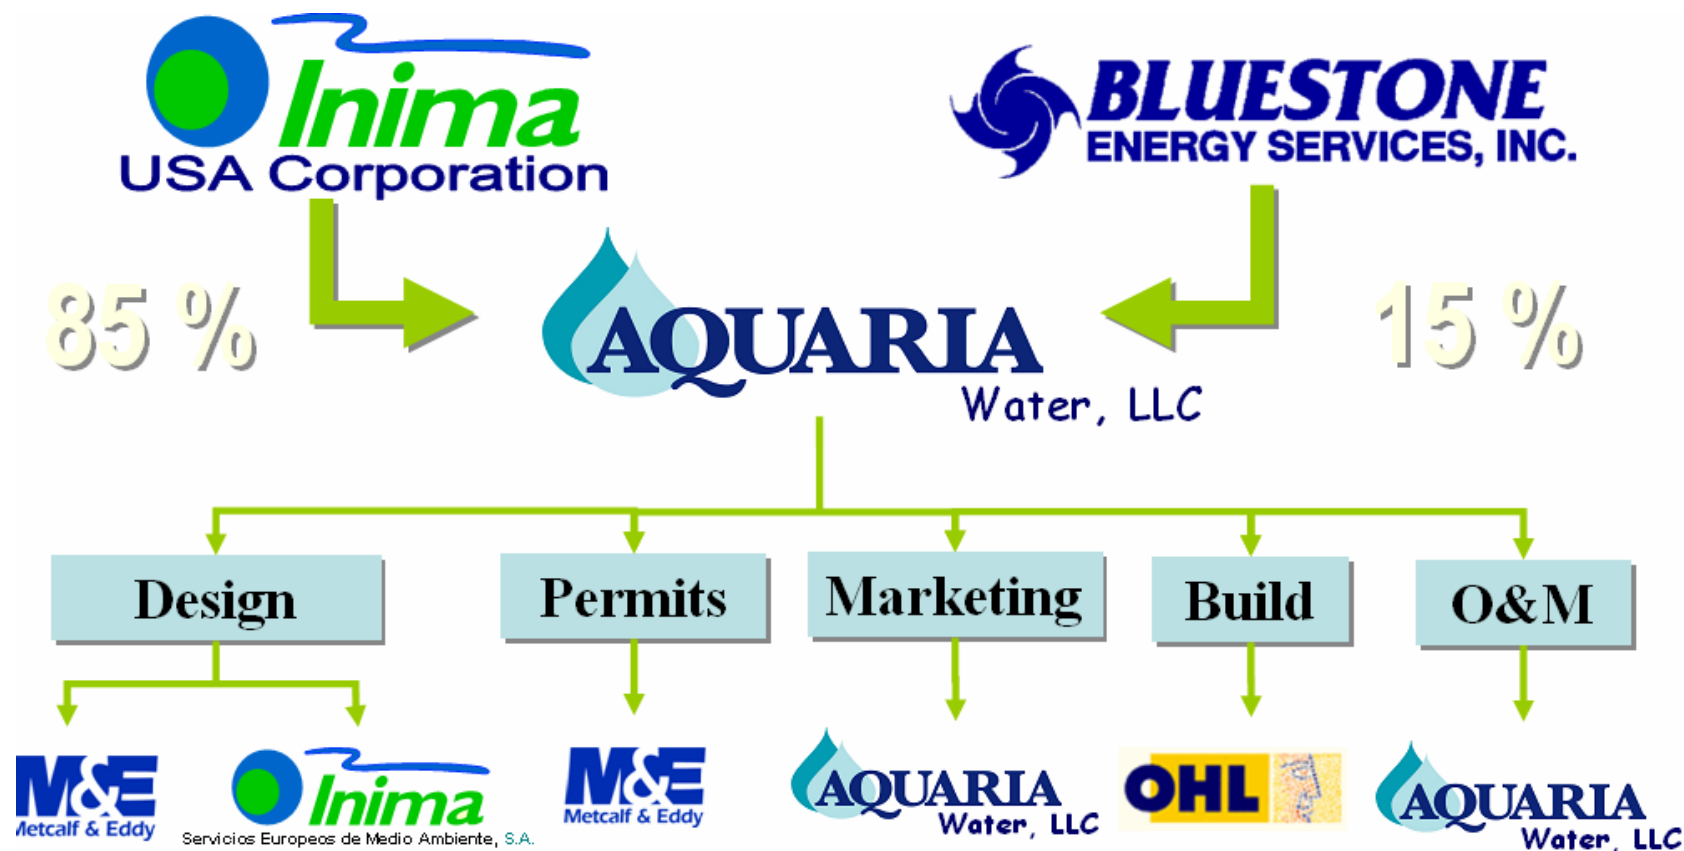 Inima
USA Corporation
BLUESTONE
ENERGY SERVICES, INC.
85 %
15 %
AQUARIA
Water, LLC
Design
Permits
Marketing
Build
O&M
M&E
Metcalf & Eddy
Inima
Servicios Europeos de Medio Ambiente, S.A.
M&E
Metcalf & Eddy
AQUARIA
Water, LLC
OHL
AQUARIA
Water, LLC